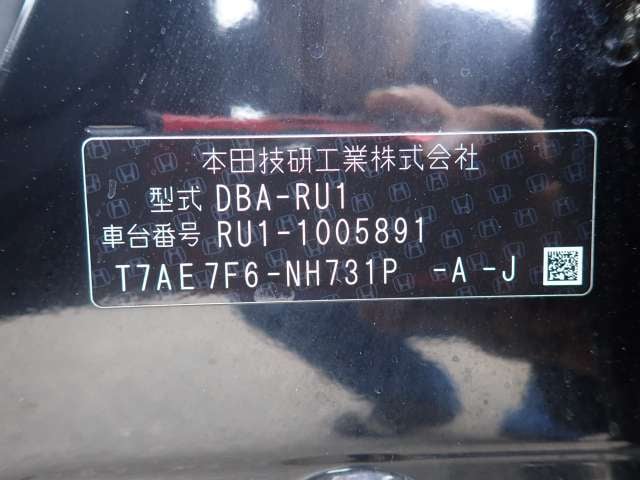 本田技研工業株式会社
型式 DBA-RU1
車台番号 RU1-1005891
T7AE7F6-NH731P -A-J